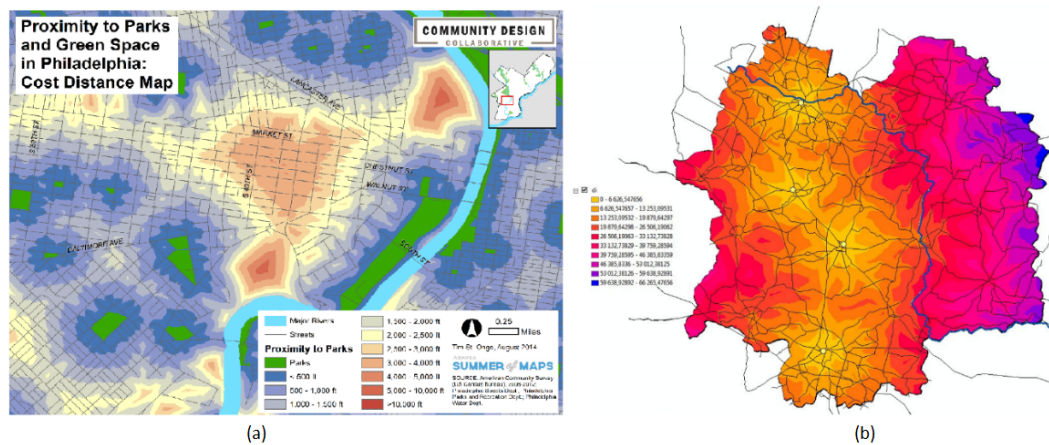 Proximity to Parks
and Green Space
in Philadelphia:
Cost Distance Map
COMMUNITY DESIGN
COLLABORATIVE
LANCASTER AVE
MARKET ST
CHESTNUT ST
WALNUT ST
SOUTH ST
BALTIMORE AVE
Major Rivers
Streets
Proximity to Parks
Parks
< 500 ft
500 - 1,000 ft
1,000 - 1,500 ft
1,500 - 2,000 ft
2,000 - 2,500 ft
2,500 - 3,000 ft
3,000 - 4,000 ft
4,000 - 5,000 ft
5,000 - 10,000 ft
>10,000 ft
0.25
Miles
Tim St. Onge, August 2014
SUMMER OF MAPS
0 - 6 626,547656
6 626,547657 - 13 253,09531
13 253,09532 - 19 879,64297
19 879,64298 - 26 506,19062
26 506,19063 - 33 132,73828
33 132,73829 - 39 759,28594
39 759,28595 - 46 385,83359
46 385,8336 - 53 012,38125
53 012,38126 - 59 638,92891
59 638,92892 - 66 265,47656
(a)
(b)